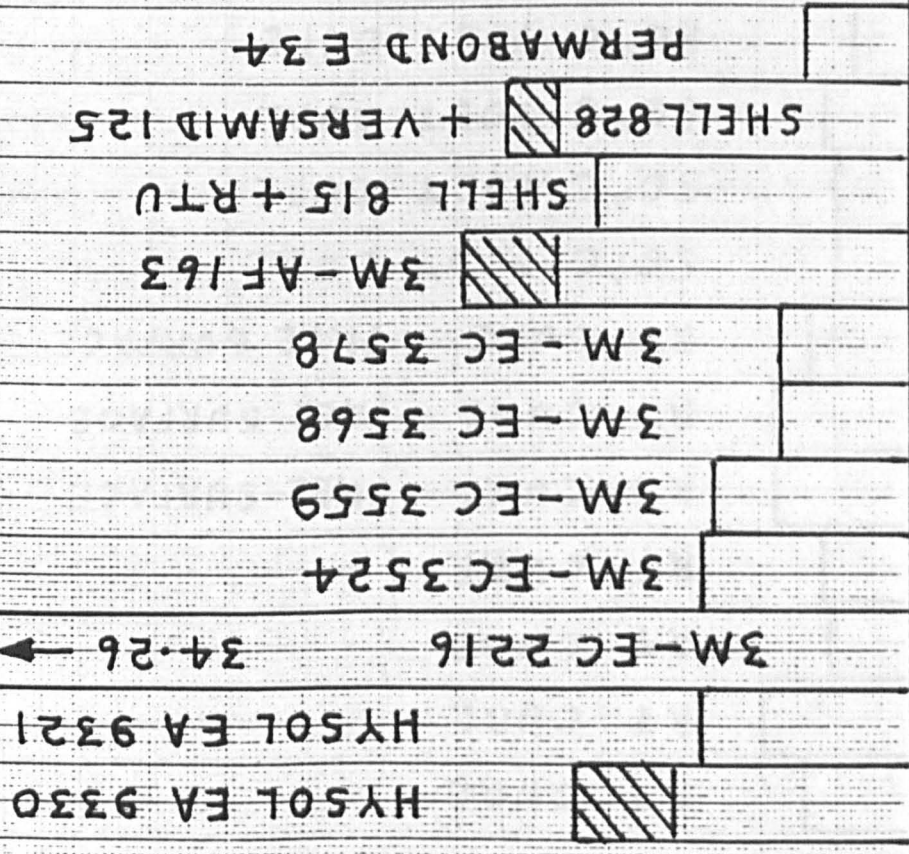 HYSOL EA 9330
HYSOL EA 9321
3M-EC 2216 34.26
3M-EC 3524
3M-EC 3559
3M-EC 3568
3M-EC 3578
3M-AF 163
SHELL 815 + RTU
SHELL 828 + VERSAMID 125
PERMABOND E 34